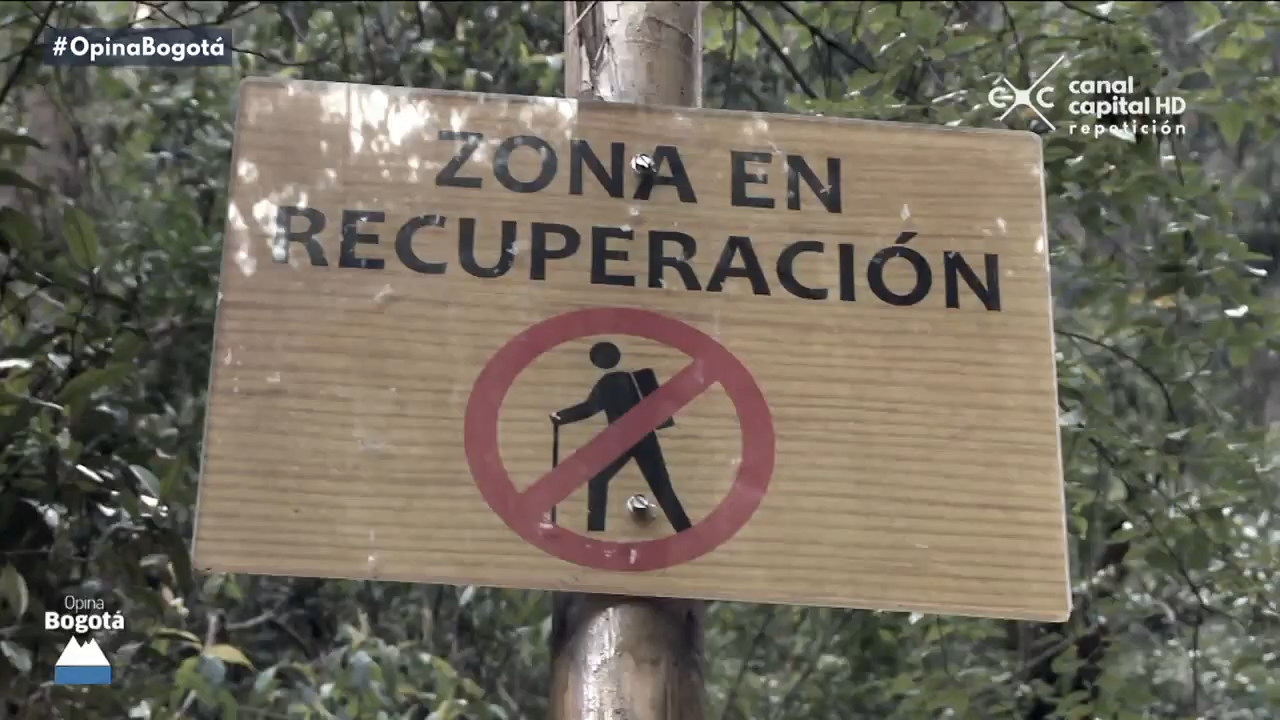 #OpinaBogotá
canal
capital HD
repetición
ZONA EN
RECUPERACIÓN
Opina
Bogotá